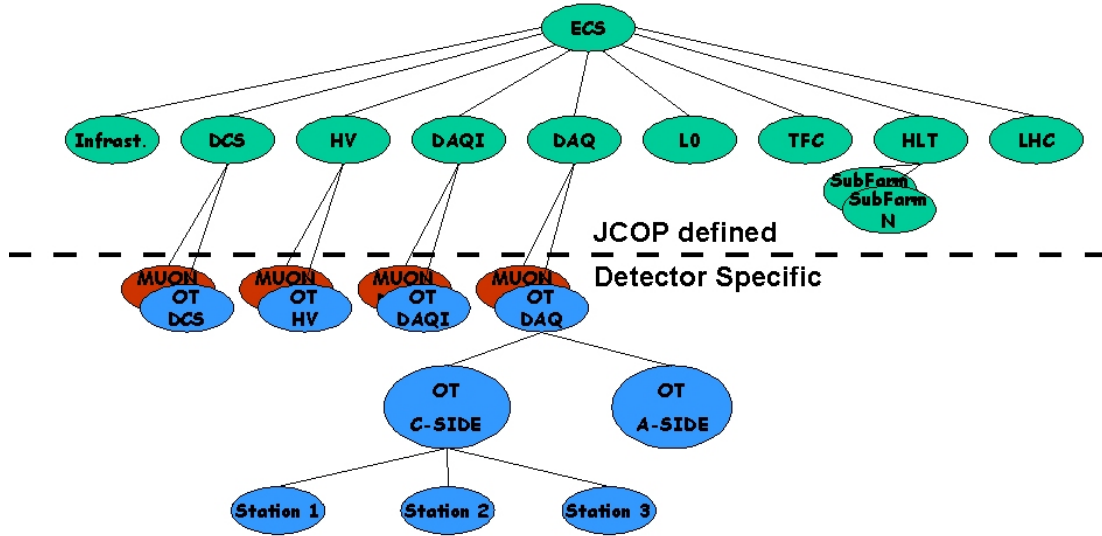 ECS
Infrast.
DCS
HV
DAQI
DAQ
L0
TFC
HLT
LHC
SubFarm
SubFarm
N
JCOP defined
Detector Specific
MUON
OT
DCS
MUON
OT
HV
MUON
OT
DAQI
MUON
OT
DAQ
OT
C-SIDE
OT
A-SIDE
Station 1
Station 2
Station 3